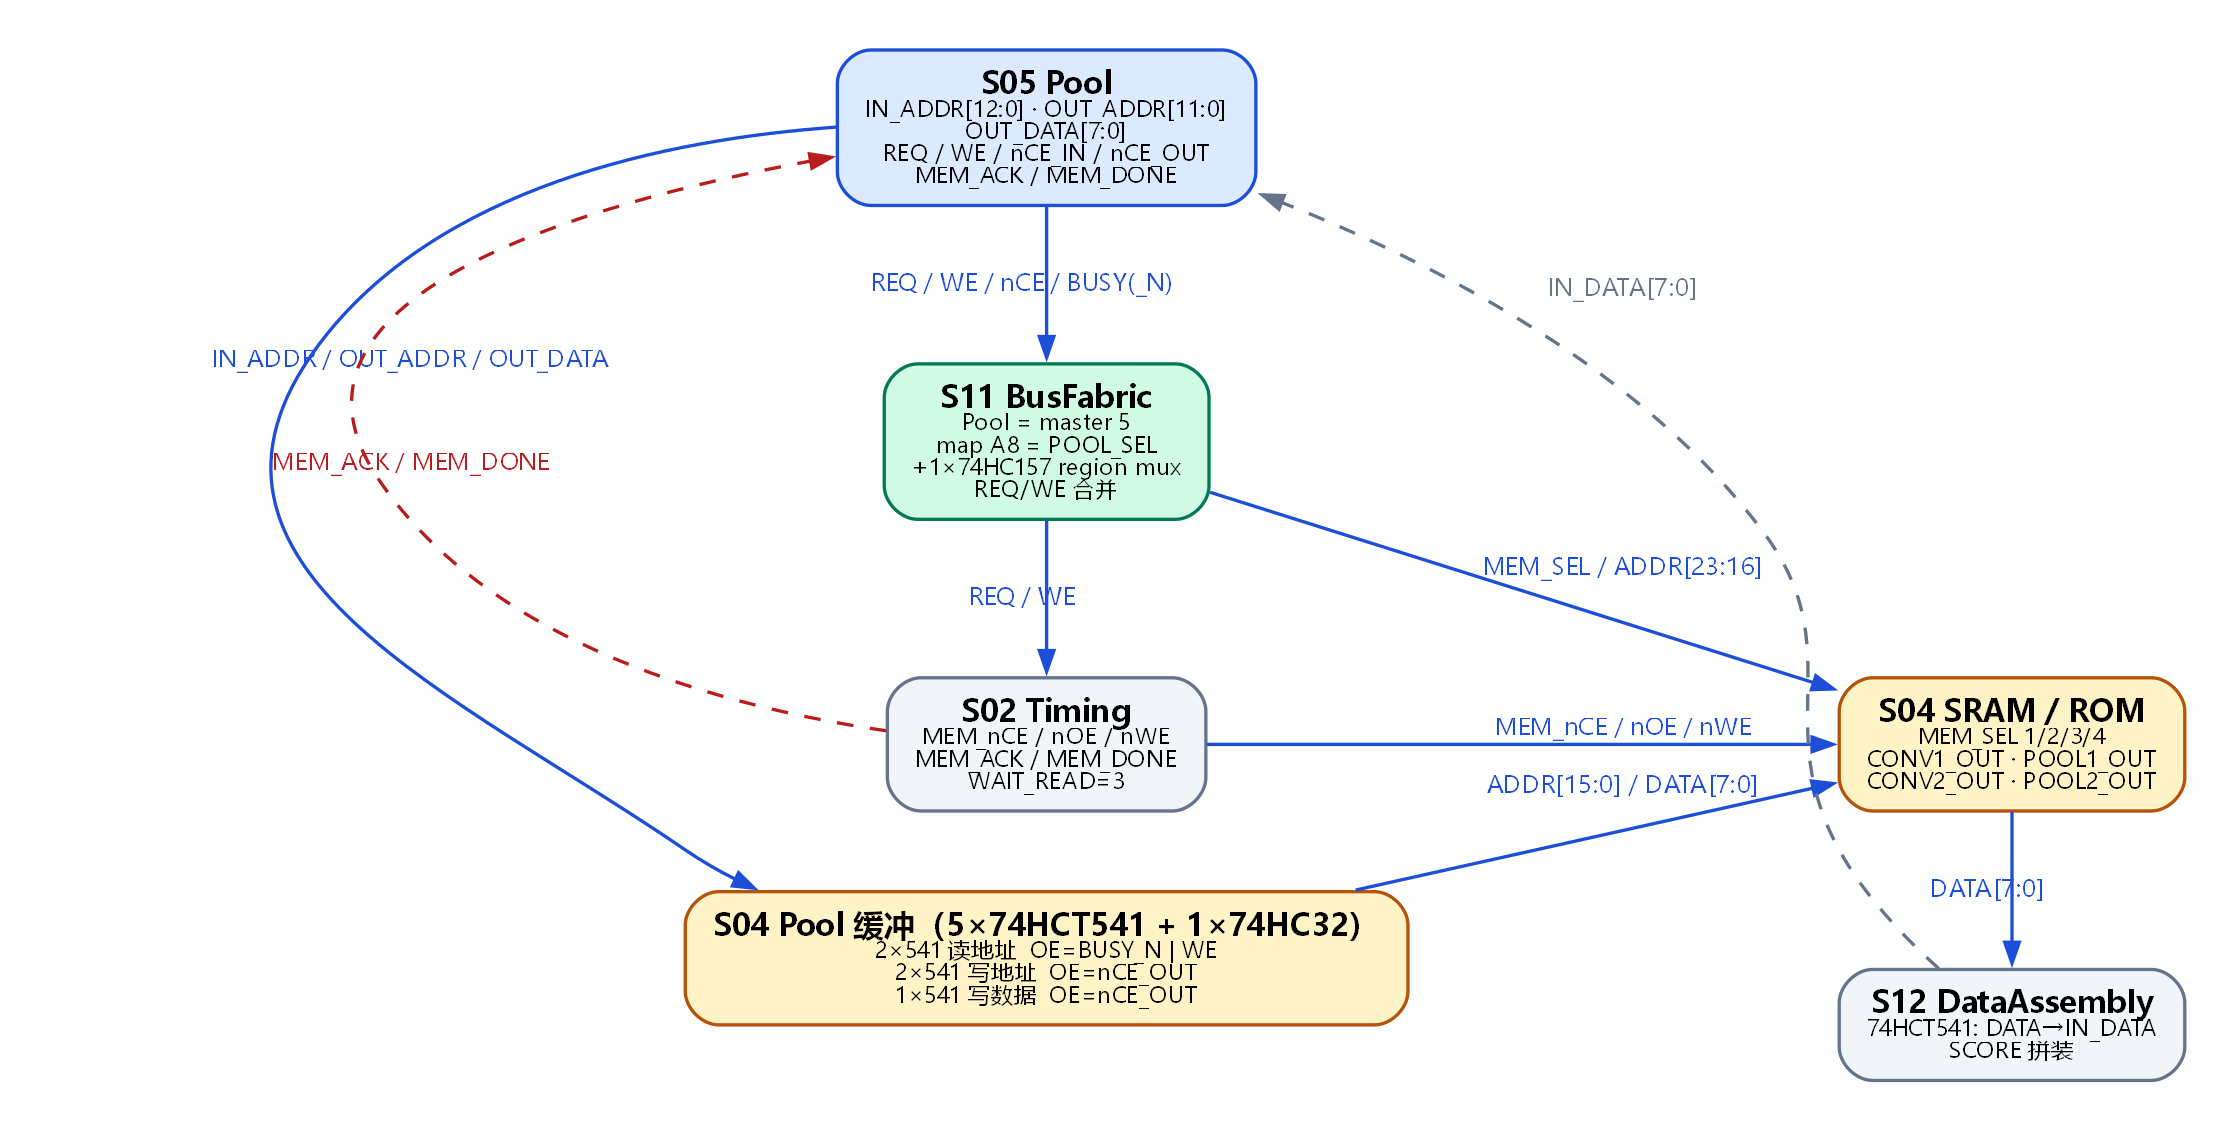 S05 Pool
IN_ADDR[12:0] · OUT_ADDR[11:0]
OUT_DATA[7:0]
REQ / WE / nCE_IN / nCE_OUT
MEM_ACK / MEM_DONE
REQ / WE / nCE / BUSY(_N)
IN_DATA[7:0]
IN_ADDR / OUT_ADDR / OUT_DATA
MEM_ACK / MEM_DONE
S11 BusFabric
Pool = master 5
map A8 = POOL_SEL
+1×74HC157 region mux
REQ/WE 合并
MEM_SEL / ADDR[23:16]
REQ / WE
S02 Timing
MEM_nCE / nOE / nWE
MEM_ACK / MEM_DONE
WAIT_READ=3
MEM_nCE / nOE / nWE
ADDR[15:0] / DATA[7:0]
S04 SRAM / ROM
MEM_SEL 1/2/3/4
CONV1_OUT · POOL1_OUT
CONV2_OUT · POOL2_OUT
DATA[7:0]
S04 Pool 缓冲（5×74HCT541 + 1×74HC32）
2×541 读地址 OE=BUSY_N | WE
2×541 写地址 OE=nCE_OUT
1×541 写数据 OE=nCE_OUT
S12 DataAssembly
74HCT541: DATA→IN_DATA
SCORE 拼装